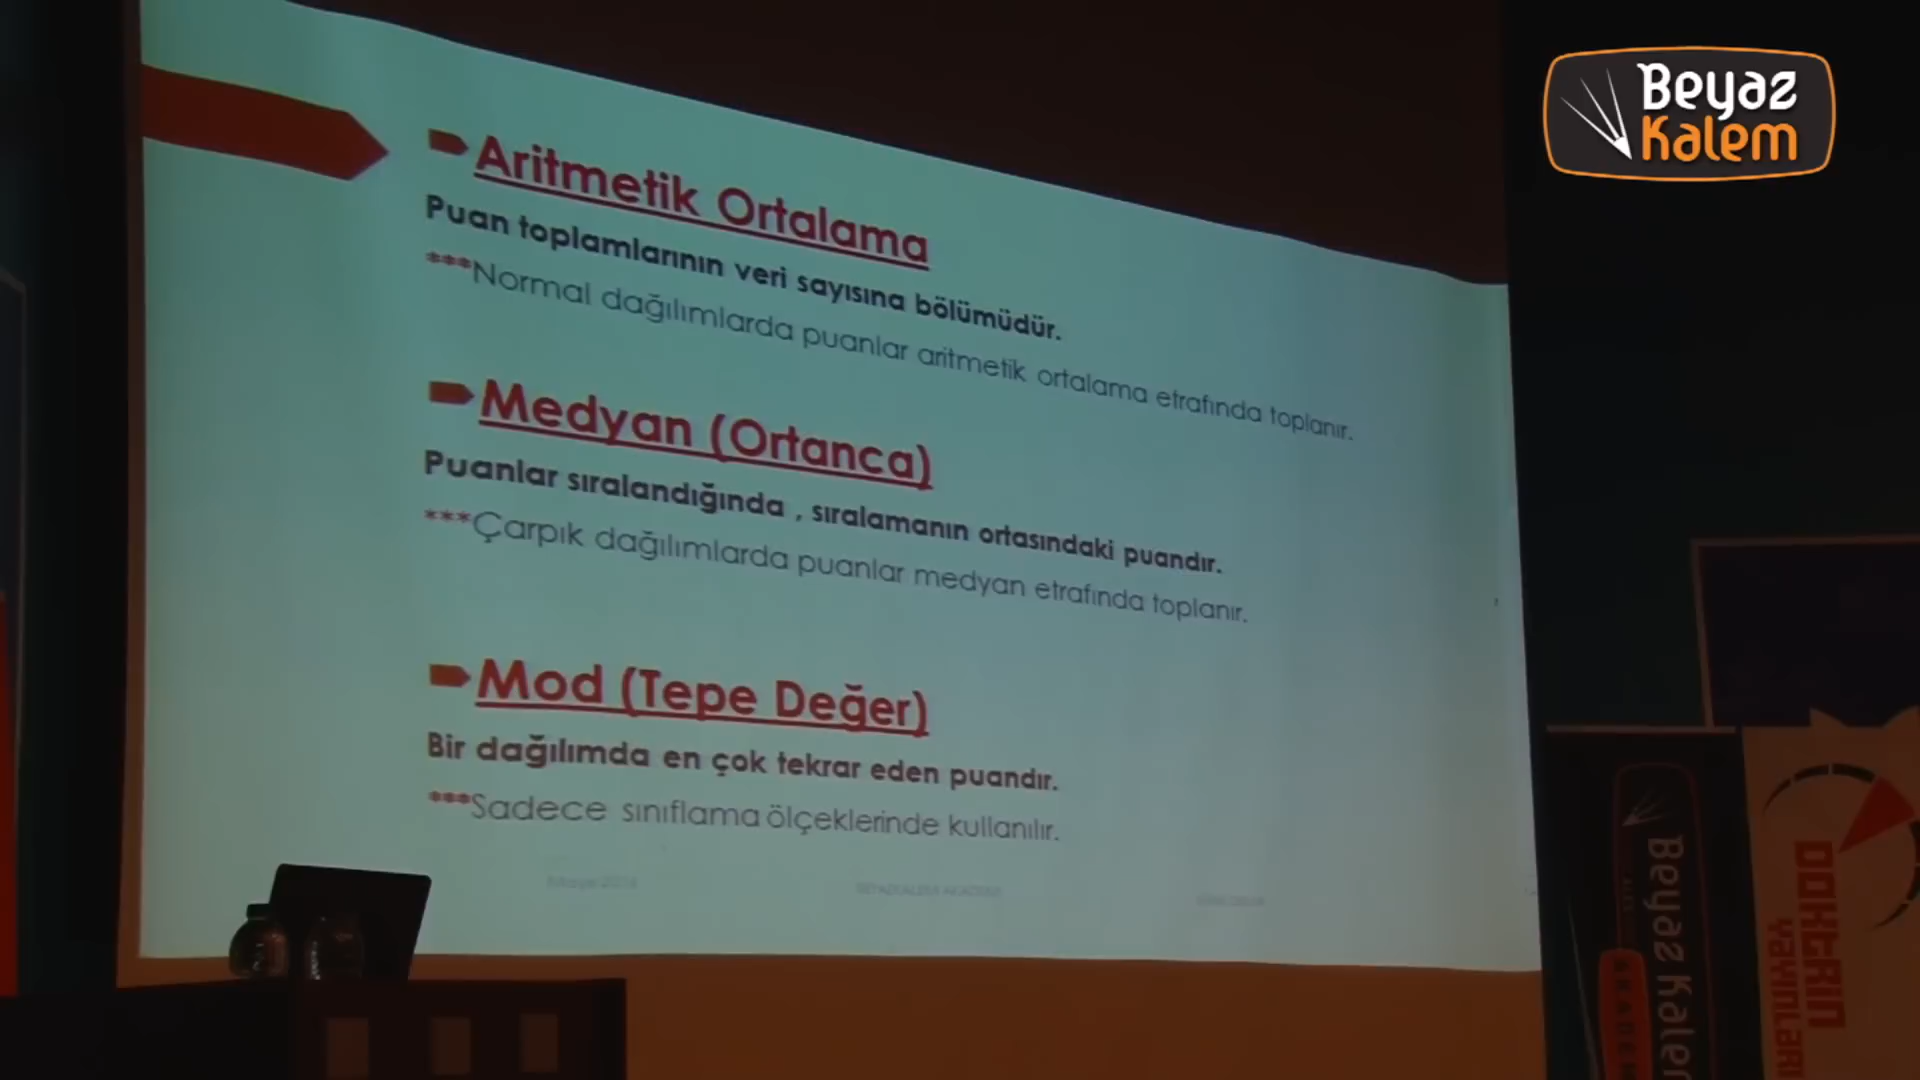 Beyaz
Kalem
Aritmetik Ortalama
Puan toplamlarının veri sayısına bölümüdür.
***Normal dağılımlarda puanlar aritmetik ortalama etrafında toplanır.
Medyan (Ortanca)
Puanlar sıralandığında , sıralamanın ortasındaki puandır.
***Çarpık dağılımlarda puanlar medyan etrafında toplanır.
Mod (Tepe Değer)
Bir dağılımda en çok tekrar eden puandır.
***Sadece sınıflama ölçeklerinde kullanılır.
Beyaz Kalem
DOKTRİN
yayınları